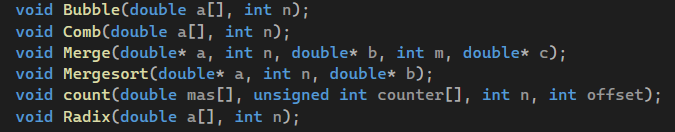 void Bubble(double a[], int n);
void Comb(double a[], int n);
void Merge(double* a, int n, double* b, int m, double* c);
void Mergesort(double* a, int n, double* b);
void count(double mas[], unsigned int counter[], int n, int offset);
void Radix(double a[], int n);